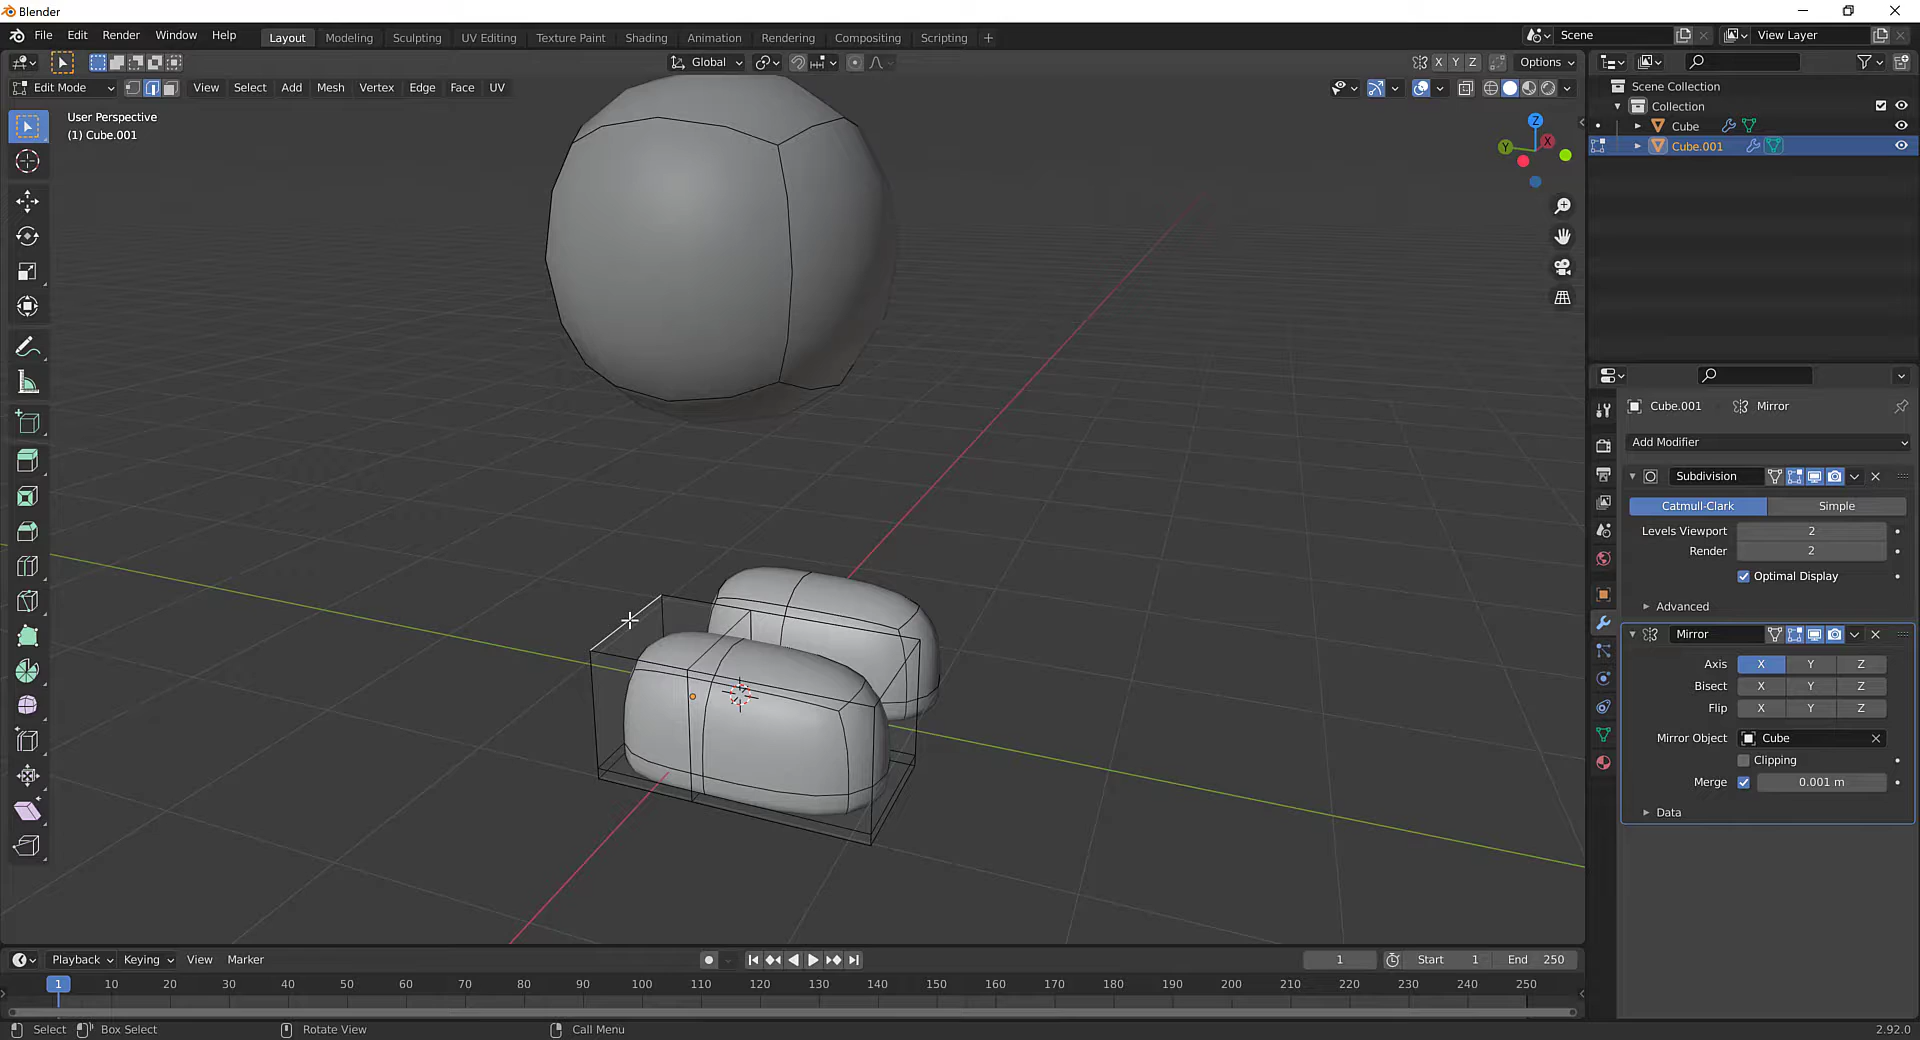 Blender
File Edit Render Window Help Layout Modeling Sculpting UV Editing Texture Paint Shading Animation Rendering Compositing Scripting + Scene View Layer
Global X Y Z Options
Edit Mode View Select Add Mesh Vertex Edge Face UV
User Perspective
(1) Cube.001
Z
X
Y
Scene Collection
Collection
Cube
Cube.001
Cube.001 Mirror
Add Modifier
Subdivision
Catmull-Clark Simple
Levels Viewport 2
Render 2
Optimal Display
Advanced
Mirror
Axis X Y Z
Bisect X Y Z
Flip X Y Z
Mirror Object Cube
Clipping
Merge 0.001 m
Data
Playback Keying View Marker 1 Start 1 End 250
1 10 20 30 40 50 60 70 80 90 100 110 120 130 140 150 160 170 180 190 200 210 220 230 240 250
Select Box Select Rotate View Call Menu 2.92.0